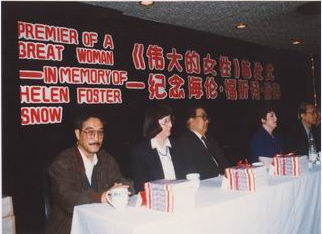 PREMIER OF A
GREAT WOMAN
— IN MEMORY OF
HELEN FOSTER
SNOW
《伟大的女性》首发式
—纪念海伦·福斯特·斯诺